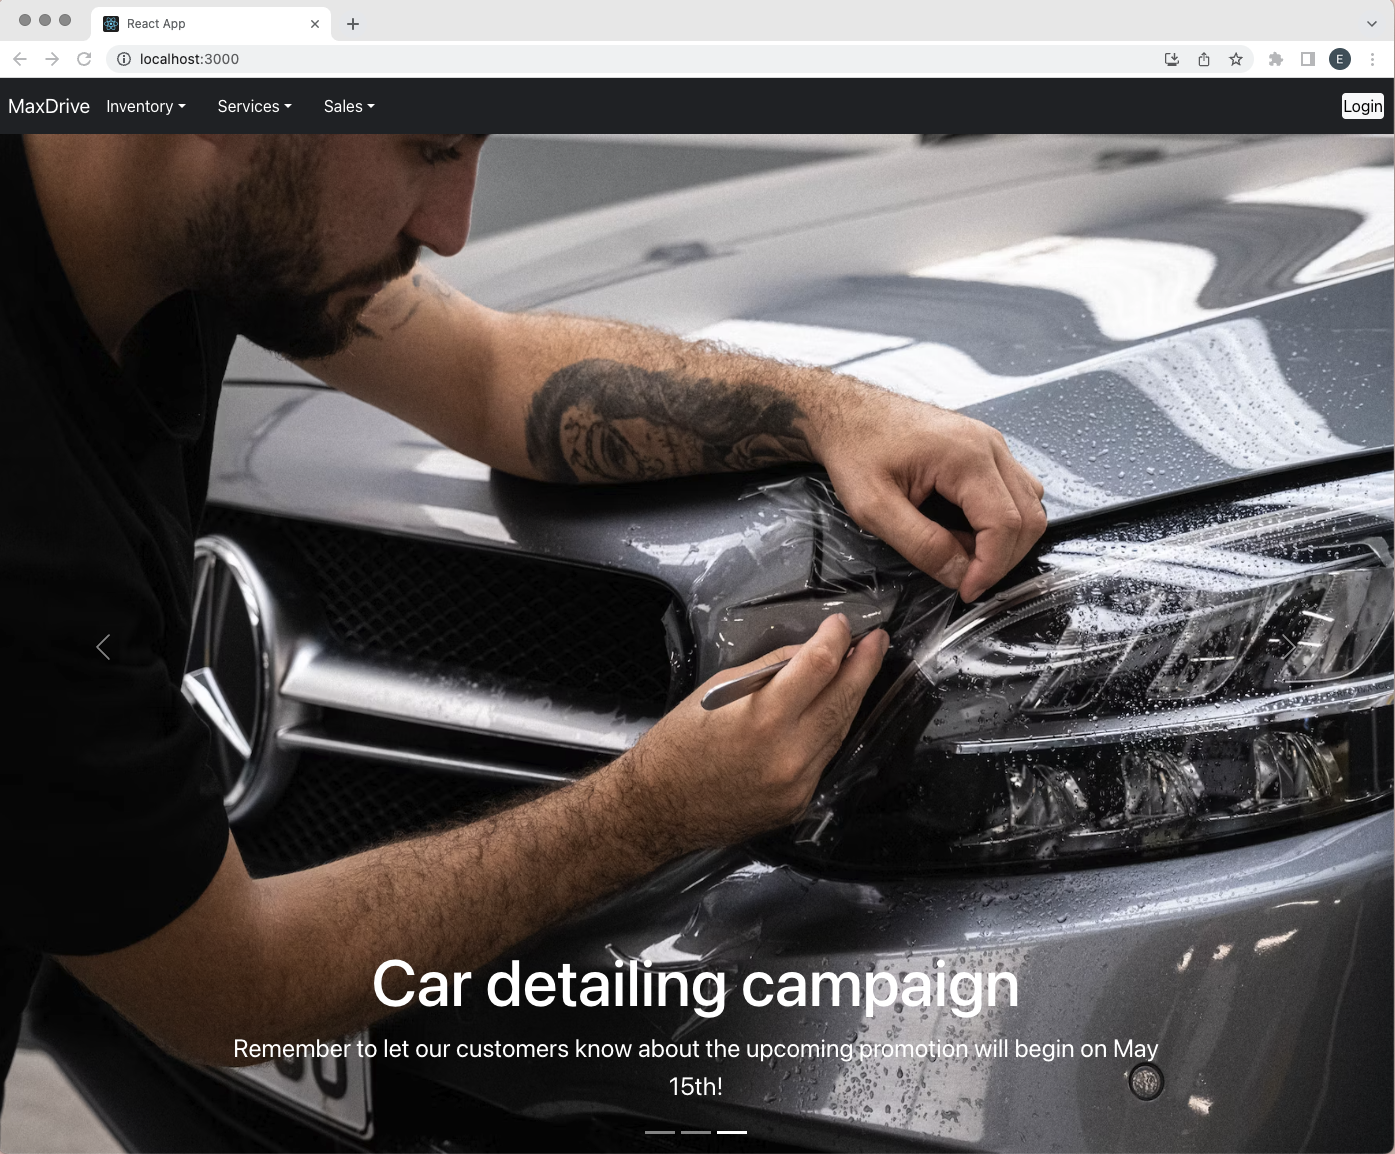 React App
localhost:3000
E
MaxDrive Inventory Services Sales Login
Car detailing campaign
Remember to let our customers know about the upcoming promotion will begin on May
15th!